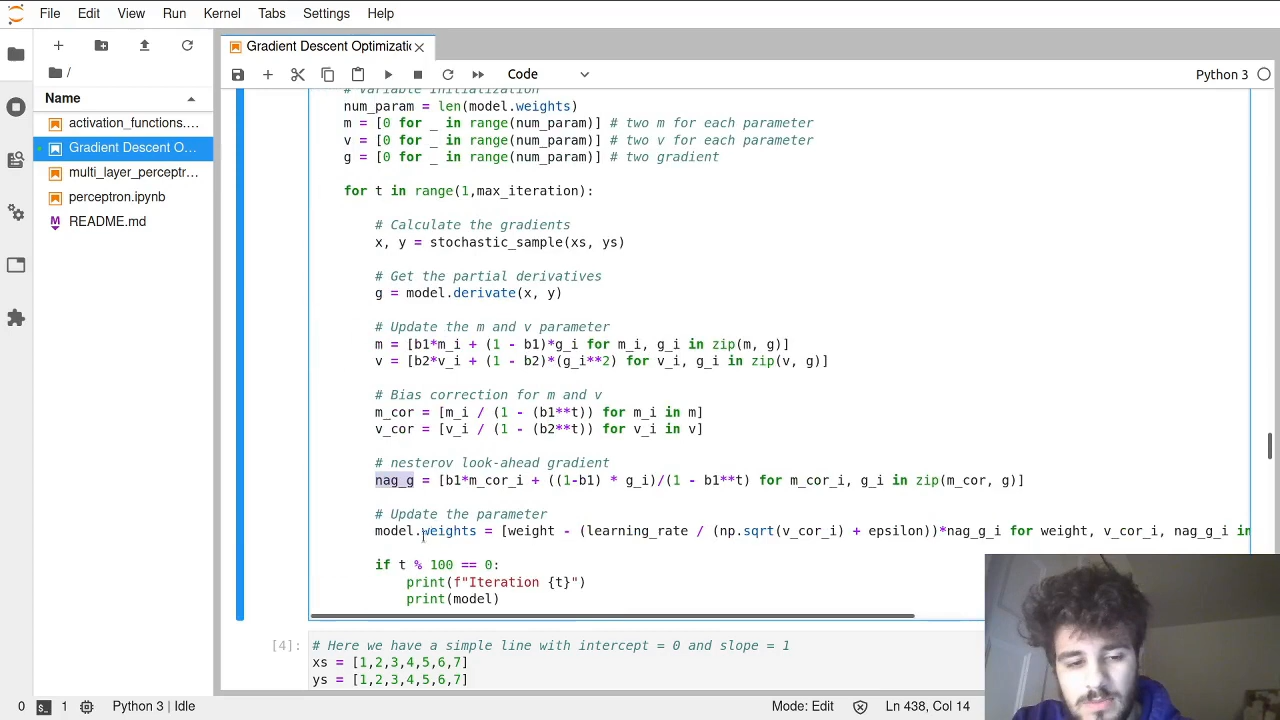 File Edit View Run Kernel Tabs Settings Help
Gradient Descent Optimizati
Code
Python 3
/
Name
activation_functions....
Gradient Descent O...
multi_layer_perceptr...
perceptron.ipynb
README.md
# Variable initialization
num_param = len(model.weights)
m = [0 for _ in range(num_param)] # two m for each parameter
v = [0 for _ in range(num_param)] # two v for each parameter
g = [0 for _ in range(num_param)] # two gradient
for t in range(1,max_iteration):
# Calculate the gradients
x, y = stochastic_sample(xs, ys)
# Get the partial derivatives
g = model.derivate(x, y)
# Update the m and v parameter
m = [b1*m_i + (1 - b1)*g_i for m_i, g_i in zip(m, g)]
v = [b2*v_i + (1 - b2)*(g_i**2) for v_i, g_i in zip(v, g)]
# Bias correction for m and v
m_cor = [m_i / (1 - (b1**t)) for m_i in m]
v_cor = [v_i / (1 - (b2**t)) for v_i in v]
# nesterov look-ahead gradient
nag_g = [b1*m_cor_i + ((1-b1) * g_i)/(1 - b1**t) for m_cor_i, g_i in zip(m_cor, g)]
# Update the parameter
model.weights = [weight - (learning_rate / (np.sqrt(v_cor_i) + epsilon))*nag_g_i for weight, v_cor_i, nag_g_i in
if t % 100 == 0:
print(f"Iteration {t}")
print(model)
[4]: # Here we have a simple line with intercept = 0 and slope = 1
xs = [1,2,3,4,5,6,7]
ys = [1,2,3,4,5,6,7]
0 1 Python 3 | Idle
Mode: Edit
Ln 438, Col 14